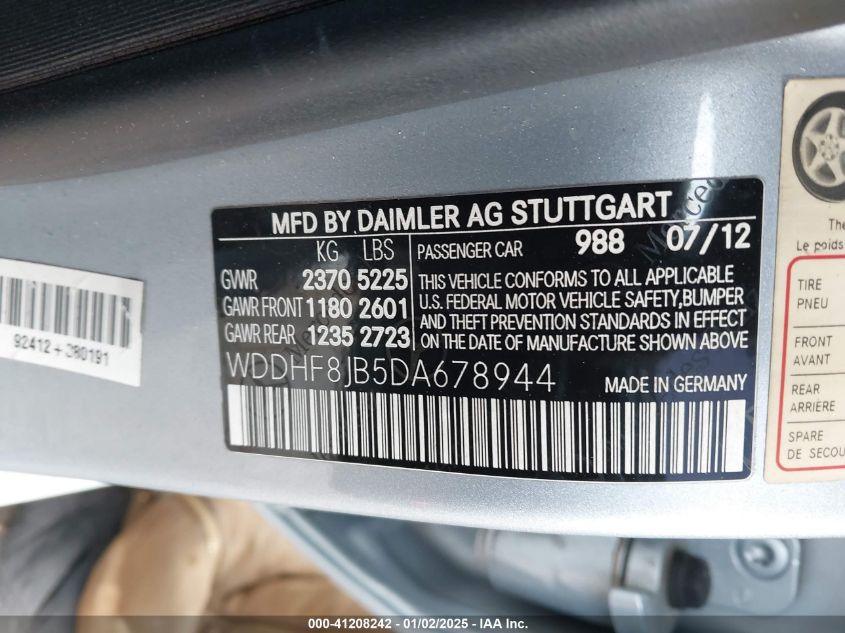 MFD BY DAIMLER AG STUTTGART
KG LBS PASSENGER CAR 988 07/12
GVWR 2370 5225
GAWR FRONT 1180 2601
GAWR REAR 1235 2723
THIS VEHICLE CONFORMS TO ALL APPLICABLE
U.S. FEDERAL MOTOR VEHICLE SAFETY,BUMPER
AND THEFT PREVENTION STANDARDS IN EFFECT
ON THE DATE OF MANUFACTURE SHOWN ABOVE
WDDHF8JB5DA678944 MADE IN GERMANY
92412+380191
The
Le poids
TIRE
PNEU
FRONT
AVANT
REAR
ARRIÈRE
SPARE
DE SECOU
000-41208242 - 01/02/2025 - © IAA, Inc.